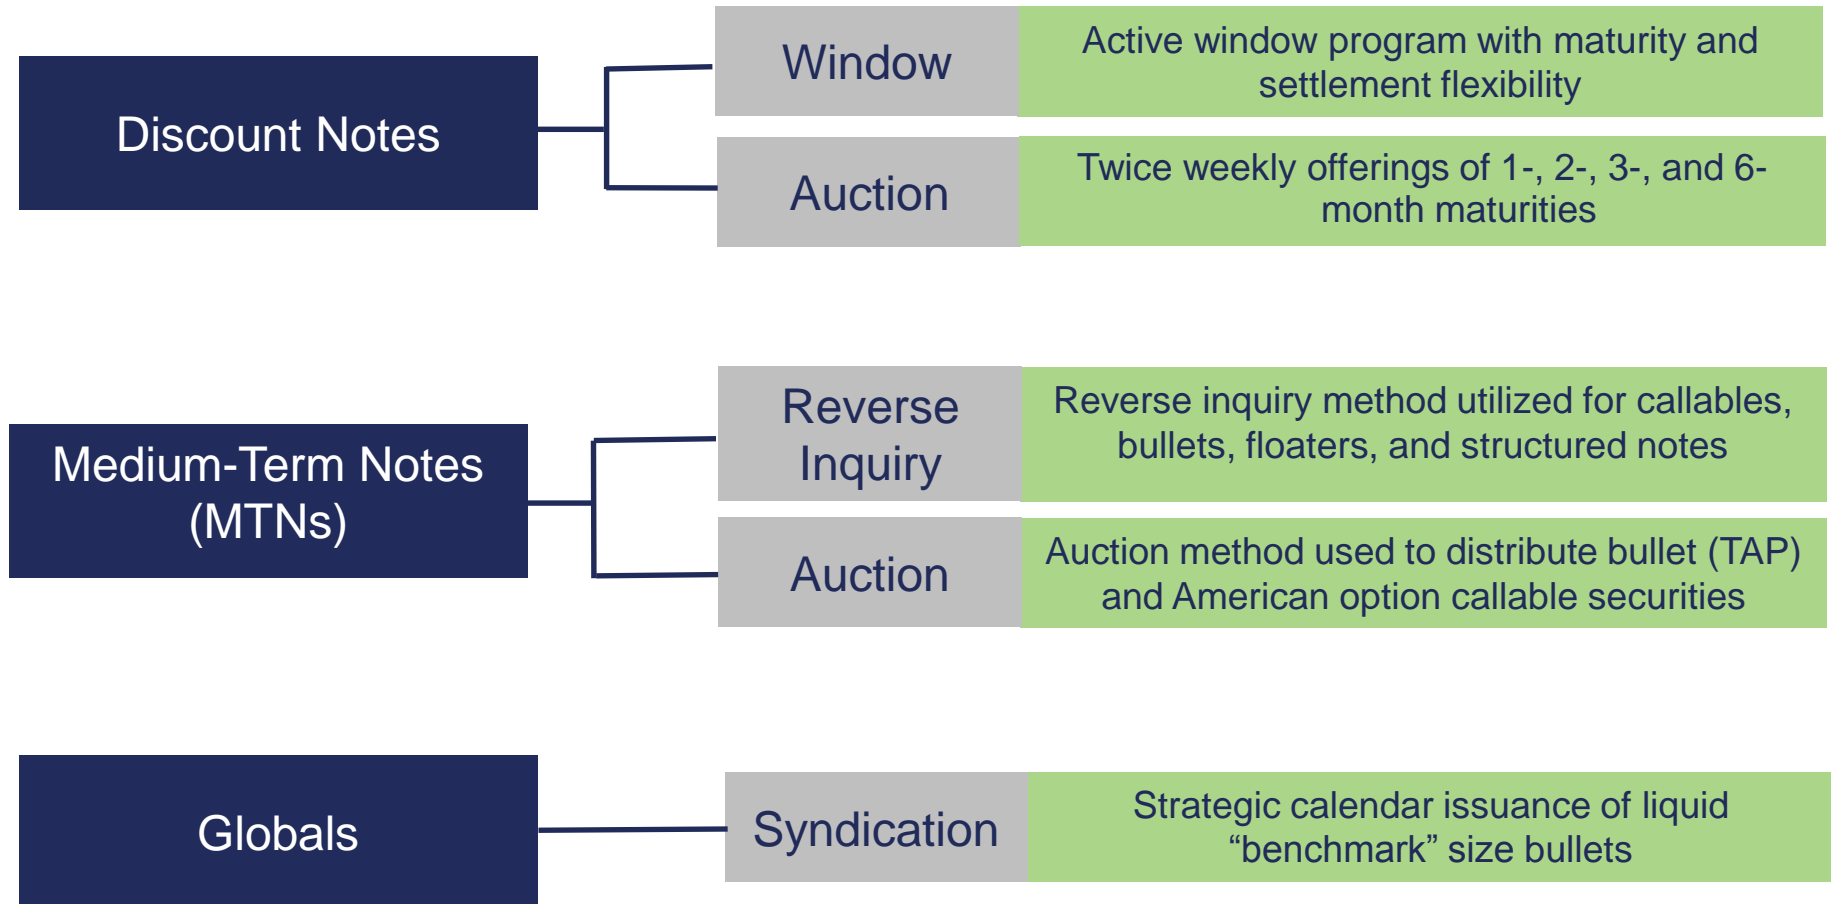 Discount Notes
Window
Active window program with maturity and
settlement flexibility
Auction
Twice weekly offerings of 1-, 2-, 3-, and 6-
month maturities
Medium-Term Notes
(MTNs)
Reverse
Inquiry
Reverse inquiry method utilized for callables,
bullets, floaters, and structured notes
Auction
Auction method used to distribute bullet (TAP)
and American option callable securities
Globals
Syndication
Strategic calendar issuance of liquid
“benchmark” size bullets